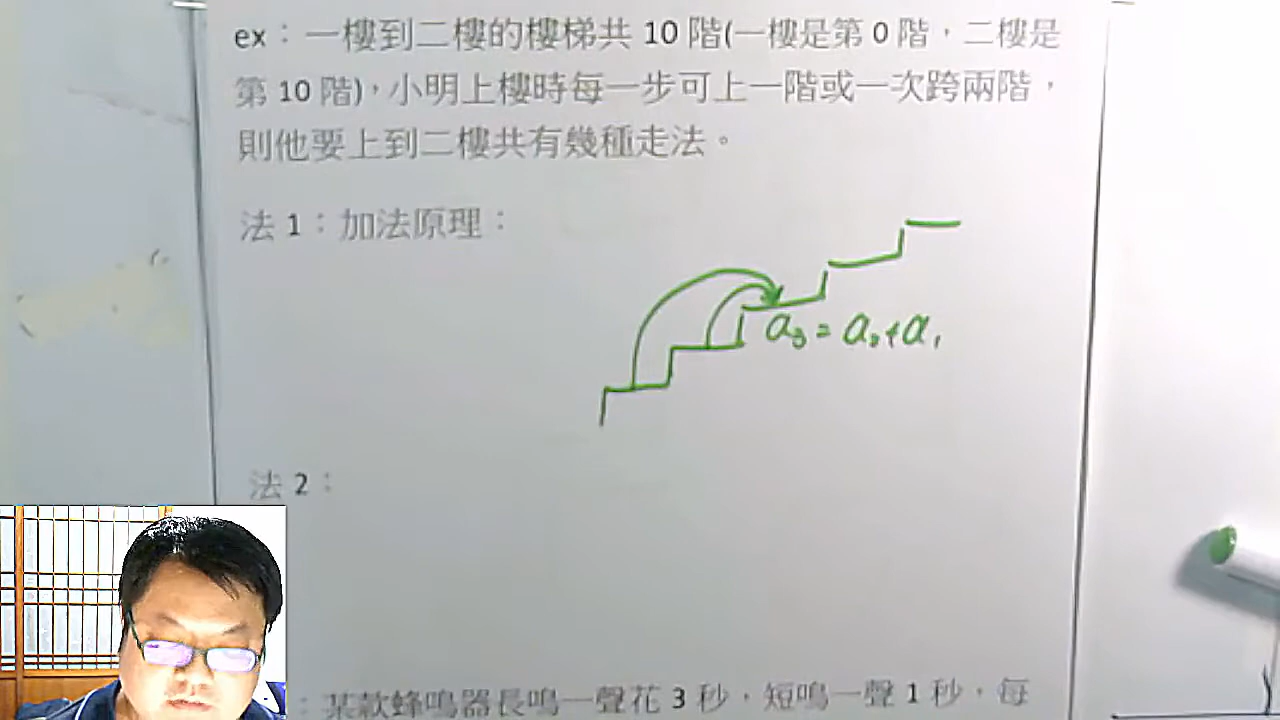 ex：一樓到二樓的樓梯共 10 階(一樓是第 0 階，二樓是
第 10 階)，小明上樓時每一步可上一階或一次跨兩階，
則他要上到二樓共有幾種走法。
法 1：加法原理：
a₃ = a₂ + a₁
法 2：
：某款蜂鳴器長鳴一聲花 3 秒，短鳴一聲 1 秒，每